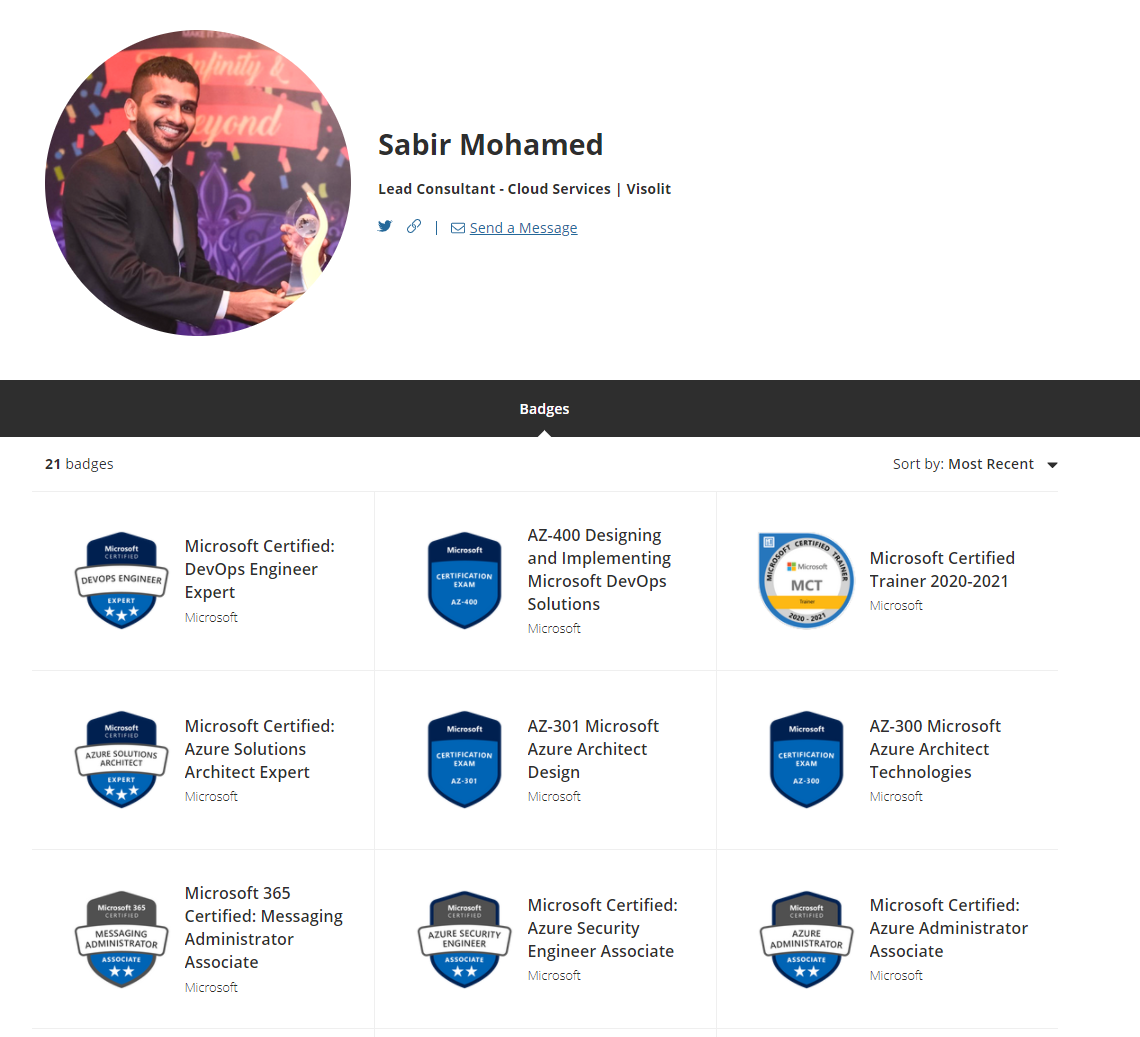 MAKE IT
Infinity &
Beyond
Sabir Mohamed
Lead Consultant - Cloud Services | Visolit
| Send a Message
Badges
21 badges
Sort by: Most Recent
Microsoft
CERTIFIED
DEVOPS ENGINEER
EXPERT
Microsoft Certified:
DevOps Engineer
Expert
Microsoft
Microsoft
CERTIFICATION
EXAM
AZ-400
AZ-400 Designing
and Implementing
Microsoft DevOps
Solutions
Microsoft
MICROSOFT CERTIFIED TRAINER
Microsoft
MCT
Trainer
2020 - 2021
Microsoft Certified
Trainer 2020-2021
Microsoft
Microsoft
CERTIFIED
AZURE SOLUTIONS
ARCHITECT
EXPERT
Microsoft Certified:
Azure Solutions
Architect Expert
Microsoft
Microsoft
CERTIFICATION
EXAM
AZ-301
AZ-301 Microsoft
Azure Architect
Design
Microsoft
Microsoft
CERTIFICATION
EXAM
AZ-300
AZ-300 Microsoft
Azure Architect
Technologies
Microsoft
Microsoft 365
CERTIFIED
MESSAGING
ADMINISTRATOR
ASSOCIATE
Microsoft 365
Certified: Messaging
Administrator
Associate
Microsoft
Microsoft
CERTIFIED
AZURE SECURITY
ENGINEER
ASSOCIATE
Microsoft Certified:
Azure Security
Engineer Associate
Microsoft
Microsoft
CERTIFIED
AZURE
ADMINISTRATOR
ASSOCIATE
Microsoft Certified:
Azure Administrator
Associate
Microsoft